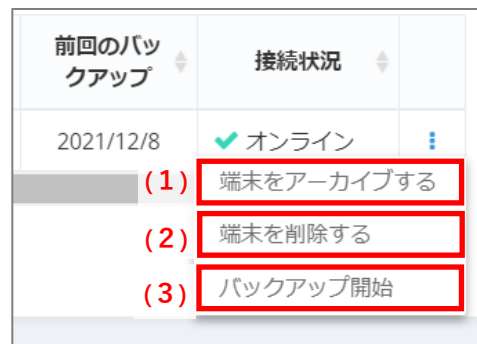 前回のバッ
クアップ
接続状況
2021/12/8
オンライン
(1)
端末をアーカイブする
(2)
端末を削除する
(3)
バックアップ開始